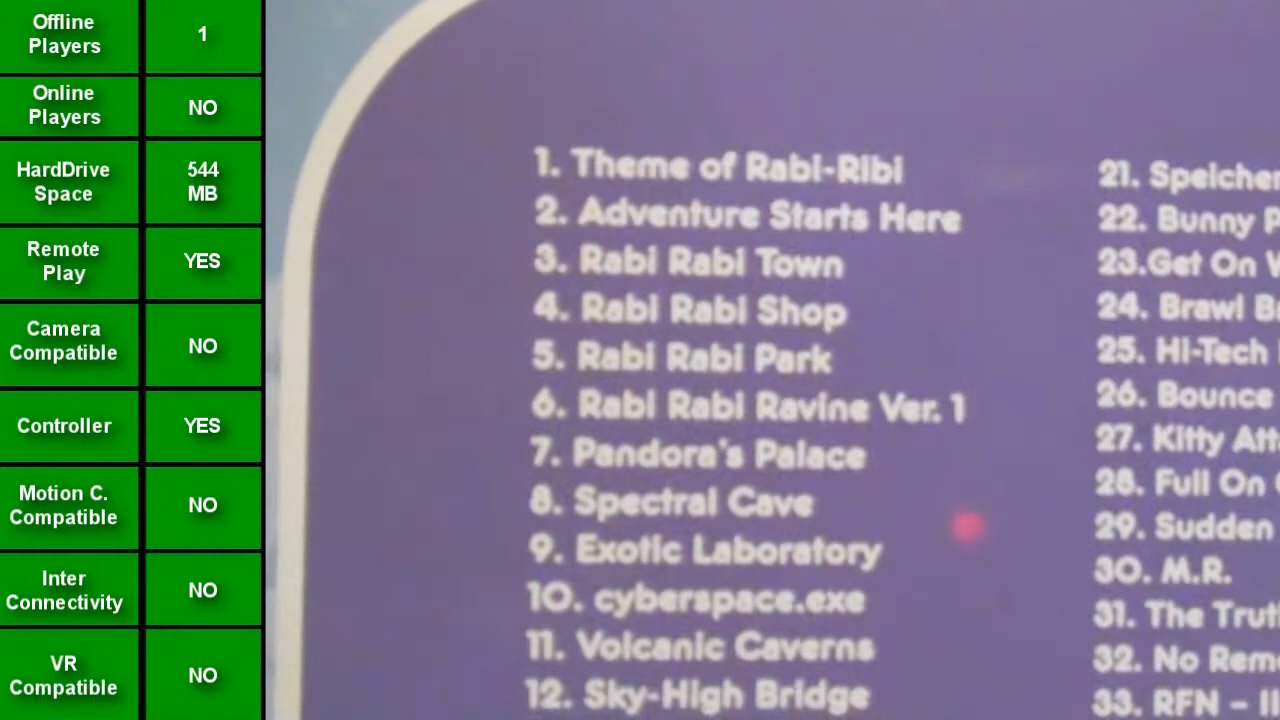 Offline
Players
1
Online
Players
NO
HardDrive
Space
544
MB
Remote
Play
YES
Camera
Compatible
NO
Controller
YES
Motion C.
Compatible
NO
Inter
Connectivity
NO
VR
Compatible
NO
1. Theme of Rabi-Ribi
2. Adventure Starts Here
3. Rabi Rabi Town
4. Rabi Rabi Shop
5. Rabi Rabi Park
6. Rabi Rabi Ravine Ver. 1
7. Pandora's Palace
8. Spectral Cave
9. Exotic Laboratory
10. cyberspace.exe
11. Volcanic Caverns
12. Sky-High Bridge
21. Speicher
22. Bunny
23.Get On
24. Brawl
25. Hi-Tech
26. Bounce
27. Kitty
28. Full On
29. Sudden
30. M.R.
31. The
32. No
33. RFN -